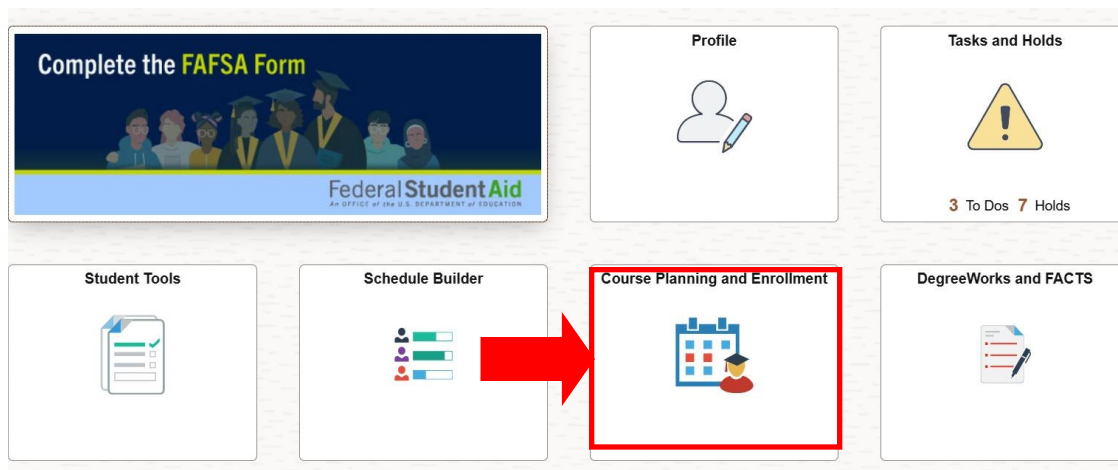 Complete the FAFSA Form
Federal Student Aid
An OFFICE of the U.S. DEPARTMENT of EDUCATION
Profile
Tasks and Holds
3 To Dos 7 Holds
Student Tools
Schedule Builder
Course Planning and Enrollment
DegreeWorks and FACTS